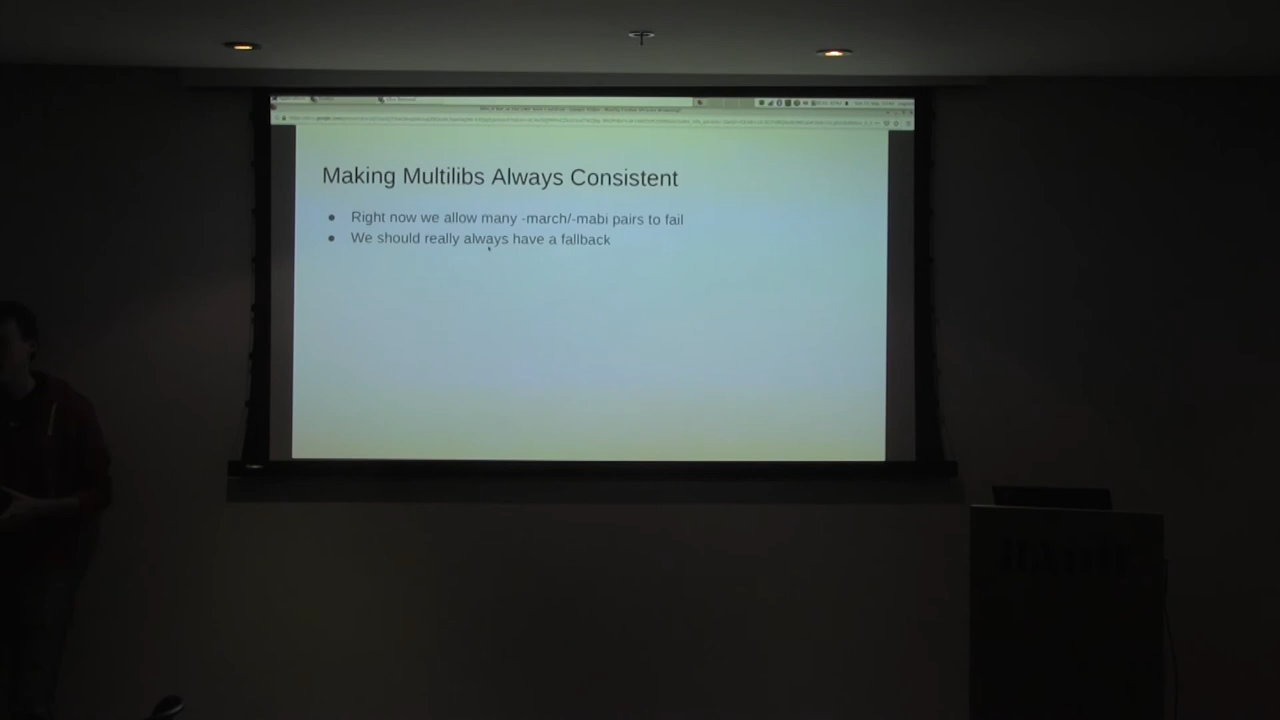 Making Multilibs Always Consistent
● Right now we allow many -march/-mabi pairs to fail
● We should really always have a fallback